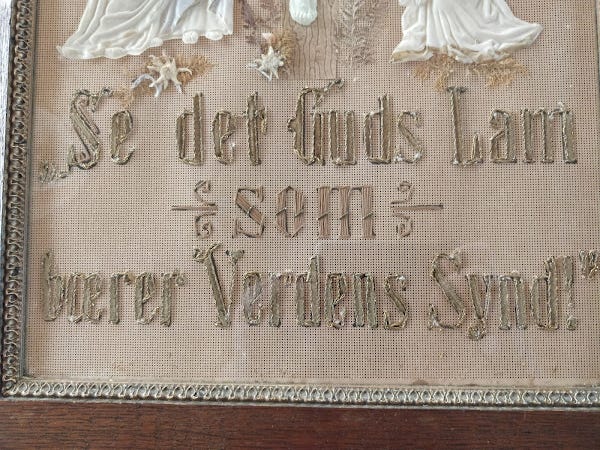 „Se det Guds Lam
som
bærer Verdens Synd!”